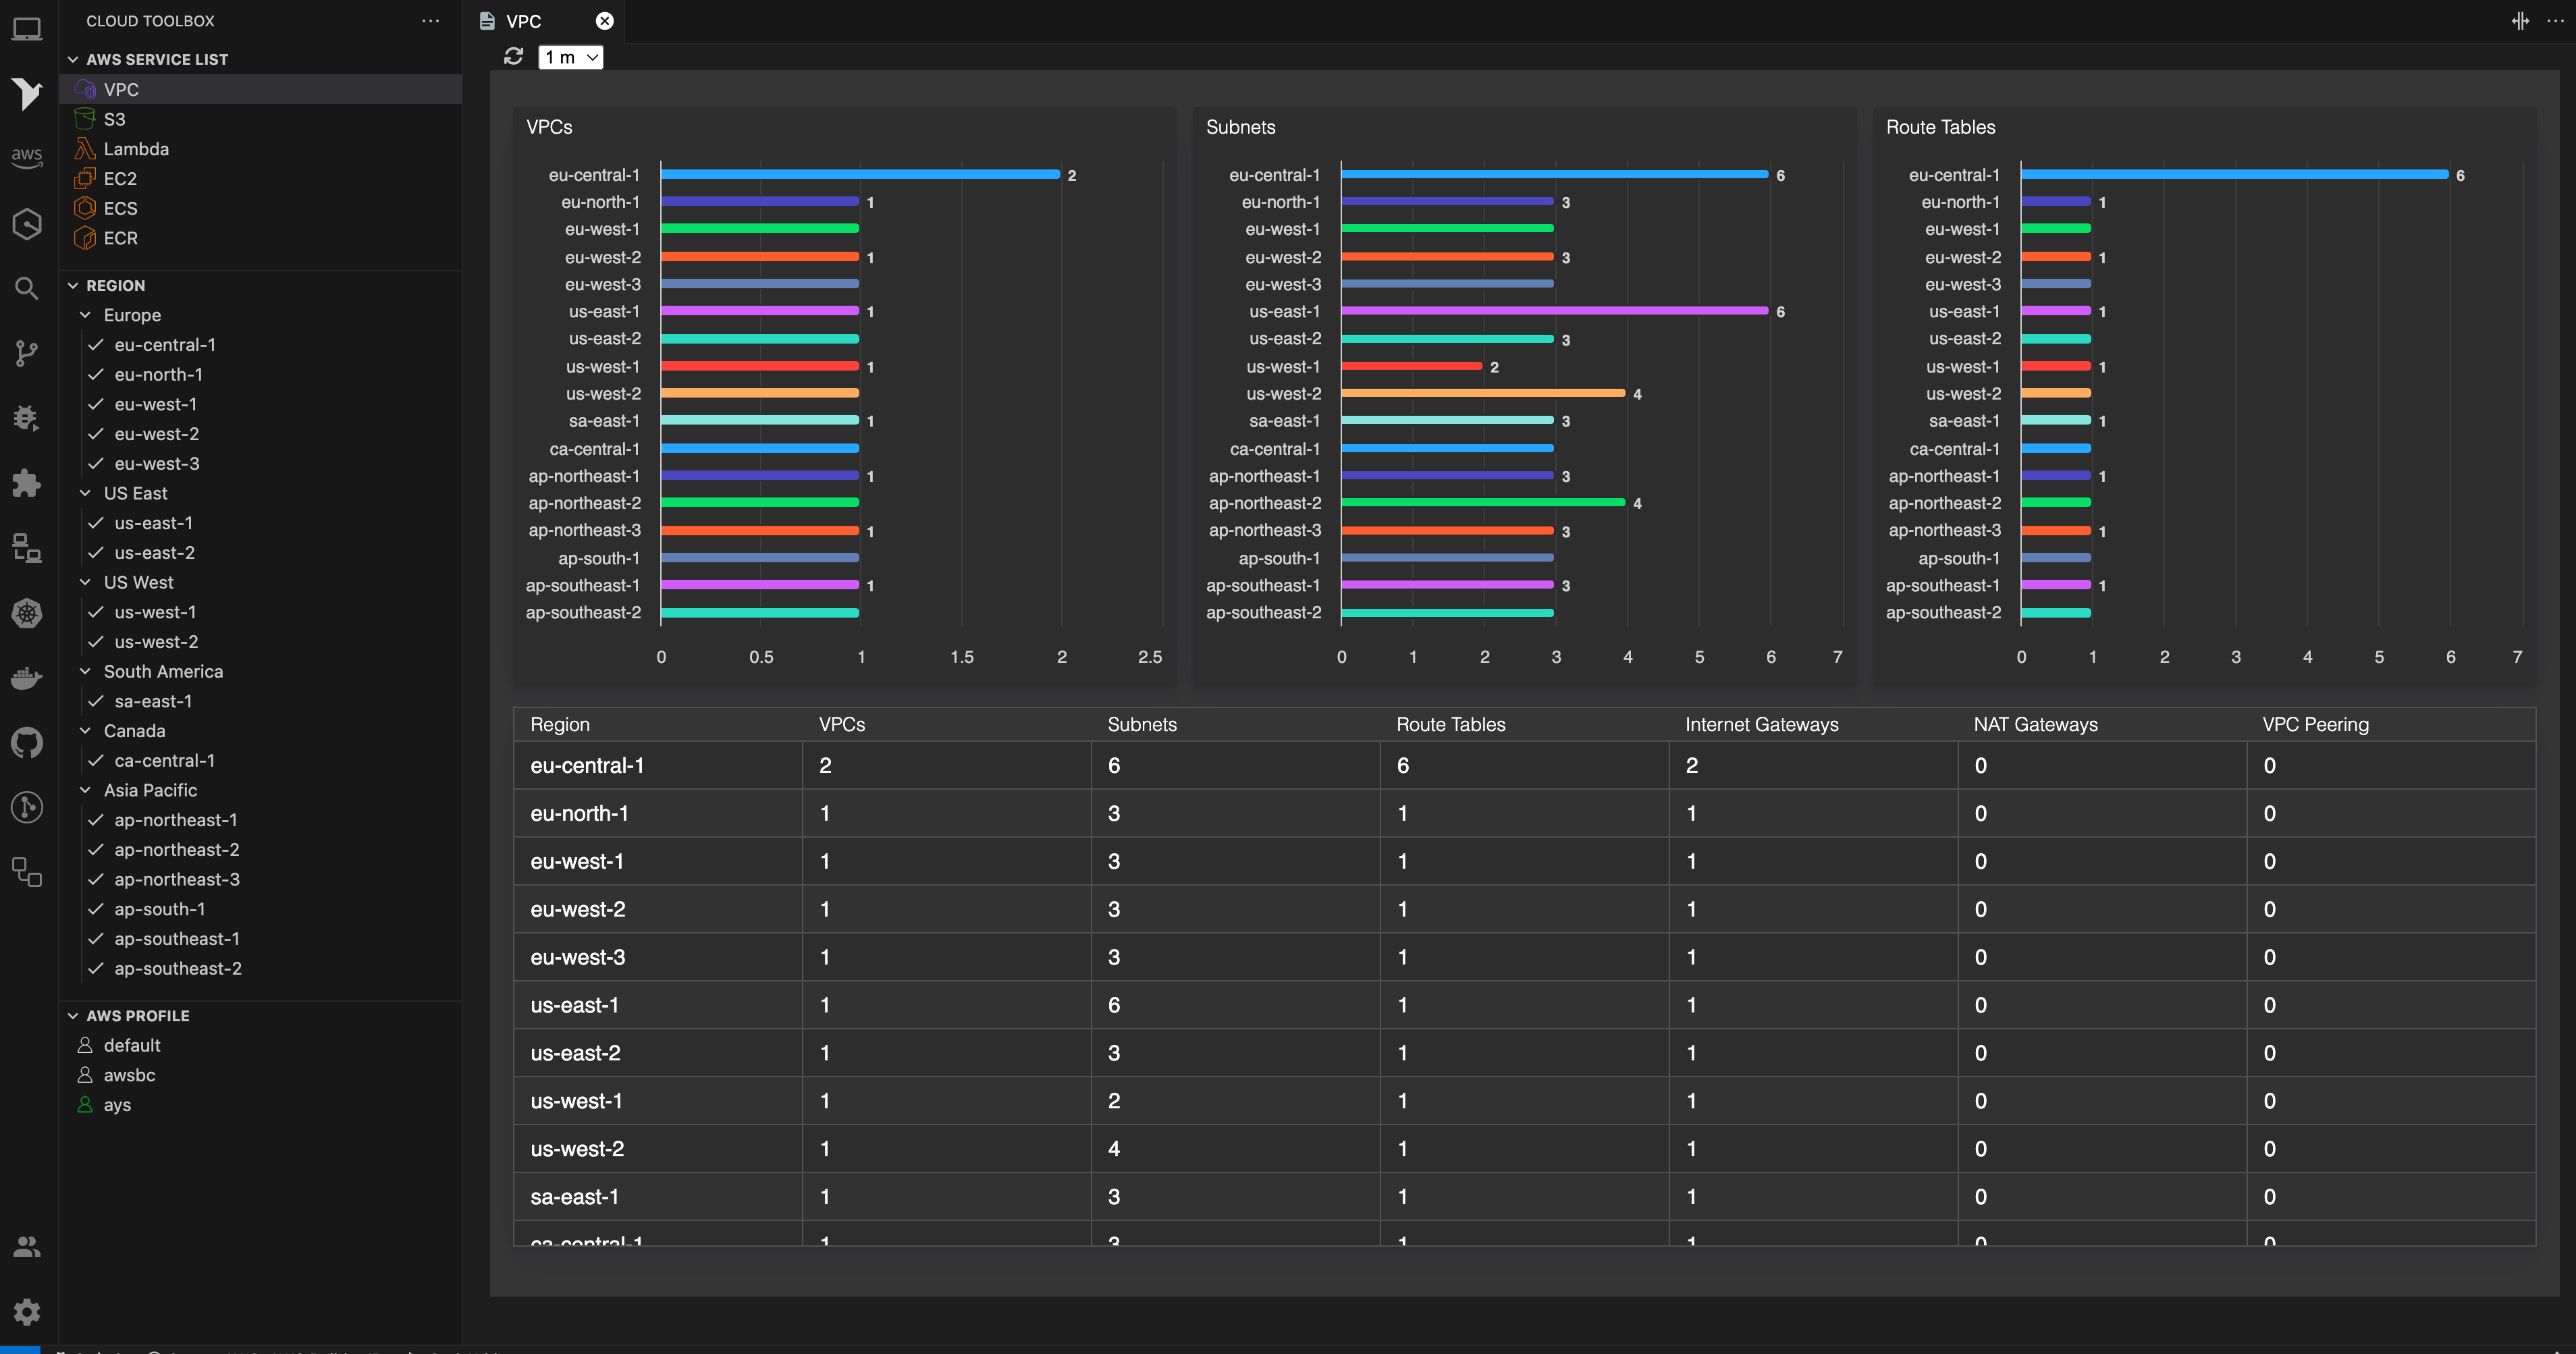 CLOUD TOOLBOX
AWS SERVICE LIST
VPC
S3
Lambda
EC2
ECS
ECR
REGION
Europe
eu-central-1
eu-north-1
eu-west-1
eu-west-2
eu-west-3
US East
us-east-1
us-east-2
US West
us-west-1
us-west-2
South America
sa-east-1
Canada
ca-central-1
Asia Pacific
ap-northeast-1
ap-northeast-2
ap-northeast-3
ap-south-1
ap-southeast-1
ap-southeast-2
AWS PROFILE
default
awsbc
ays
aws
VPC
1 m
VPCs
eu-central-1 2
eu-north-1 1
eu-west-1
eu-west-2 1
eu-west-3
us-east-1 1
us-east-2
us-west-1 1
us-west-2
sa-east-1 1
ca-central-1
ap-northeast-1 1
ap-northeast-2
ap-northeast-3 1
ap-south-1
ap-southeast-1 1
ap-southeast-2
0 0.5 1 1.5 2 2.5
Subnets
eu-central-1 6
eu-north-1 3
eu-west-1
eu-west-2 3
eu-west-3
us-east-1 6
us-east-2 3
us-west-1 2
us-west-2 4
sa-east-1 3
ca-central-1
ap-northeast-1 3
ap-northeast-2 4
ap-northeast-3 3
ap-south-1
ap-southeast-1 3
ap-southeast-2
0 1 2 3 4 5 6 7
Route Tables
eu-central-1 6
eu-north-1 1
eu-west-1
eu-west-2 1
eu-west-3
us-east-1 1
us-east-2
us-west-1 1
us-west-2
sa-east-1 1
ca-central-1
ap-northeast-1 1
ap-northeast-2
ap-northeast-3 1
ap-south-1
ap-southeast-1 1
ap-southeast-2
0 1 2 3 4 5 6 7
Region VPCs Subnets Route Tables Internet Gateways NAT Gateways VPC Peering
eu-central-1 2 6 6 2 0 0
eu-north-1 1 3 1 1 0 0
eu-west-1 1 3 1 1 0 0
eu-west-2 1 3 1 1 0 0
eu-west-3 1 3 1 1 0 0
us-east-1 1 6 1 1 0 0
us-east-2 1 3 1 1 0 0
us-west-1 1 2 1 1 0 0
us-west-2 1 4 1 1 0 0
sa-east-1 1 3 1 1 0 0
ca-central-1 1 3 1 1 0 0